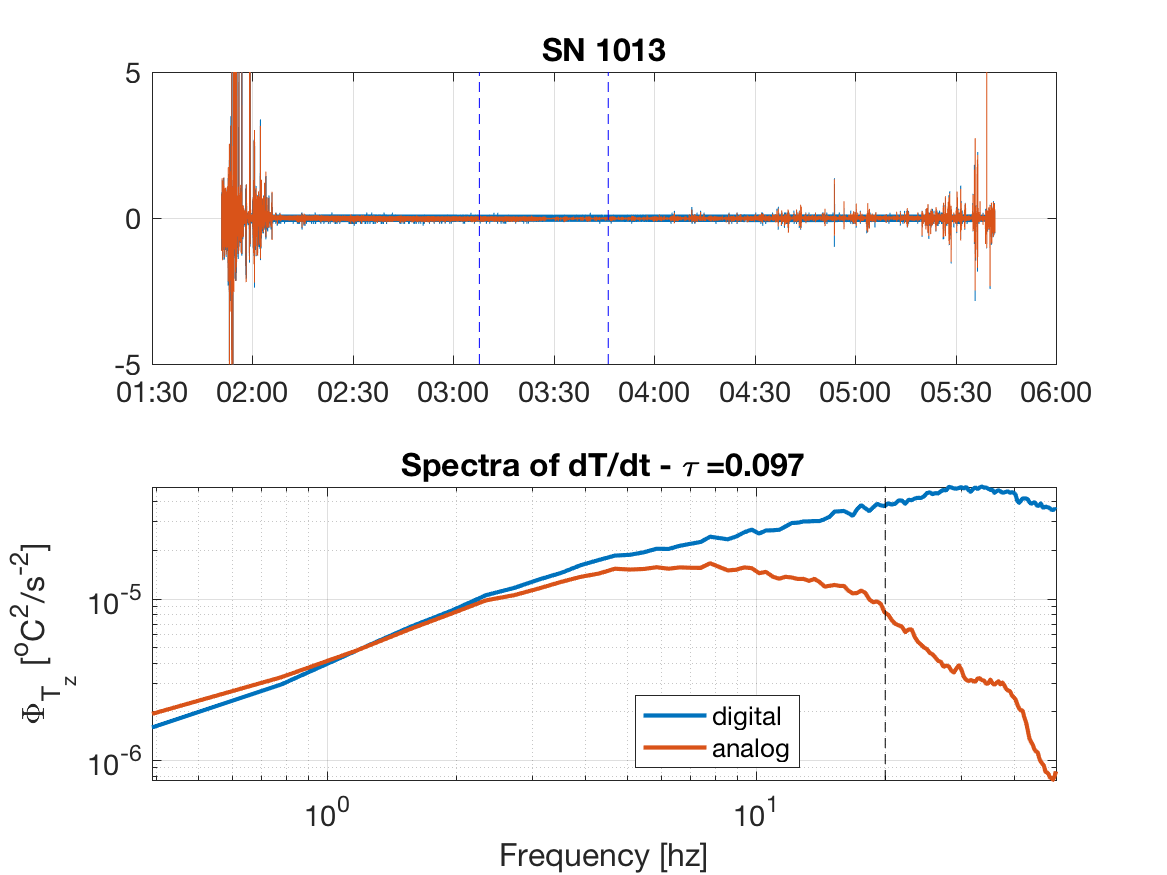 SN 1013
5
0
-5
01:30 02:00 02:30 03:00 03:30 04:00 04:30 05:00 05:30 06:00
Spectra of dT/dt - τ =0.097
Φ_{T_z} [°C²/s⁻²]
10⁻⁵
10⁻⁶
digital
analog
10⁰ 10¹
Frequency [hz]